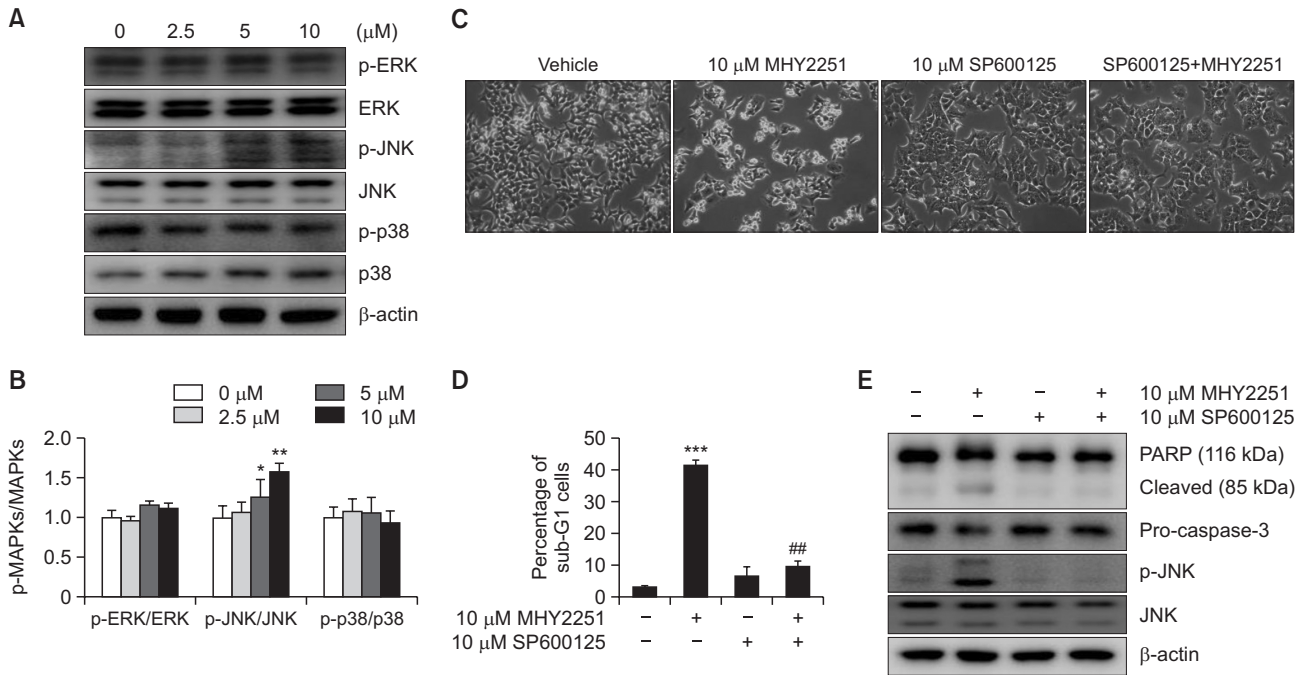 A
0 2.5 5 10 (μM)
p-ERK
ERK
p-JNK
JNK
p-p38
p38
β-actin
B
0 μM 5 μM
2.5 μM 10 μM
p-MAPKs/MAPKs
2.0
1.5
1.0
0.5
0
* **
p-ERK/ERK p-JNK/JNK p-p38/p38
C
Vehicle 10 μM MHY2251 10 μM SP600125 SP600125+MHY2251
D
Percentage of
sub-G1 cells
50
40
30
20
10
0
***
##
10 μM MHY2251 − + − +
10 μM SP600125 − − + +
E
− + − + 10 μM MHY2251
− − + + 10 μM SP600125
PARP (116 kDa)
Cleaved (85 kDa)
Pro-caspase-3
p-JNK
JNK
β-actin